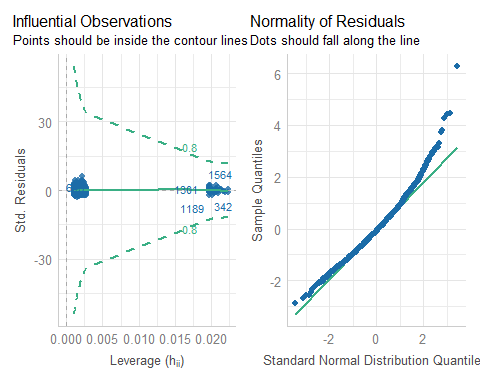 Influential Observations
Points should be inside the contour lines
Std. Residuals
30
0
-30
0.8
1564
1361
1189
342
0.8
0.000 0.005 0.010 0.015 0.020
Leverage (hii)
Normality of Residuals
Dots should fall along the line
Sample Quantiles
6
4
2
0
-2
-2 0 2
Standard Normal Distribution Quantile